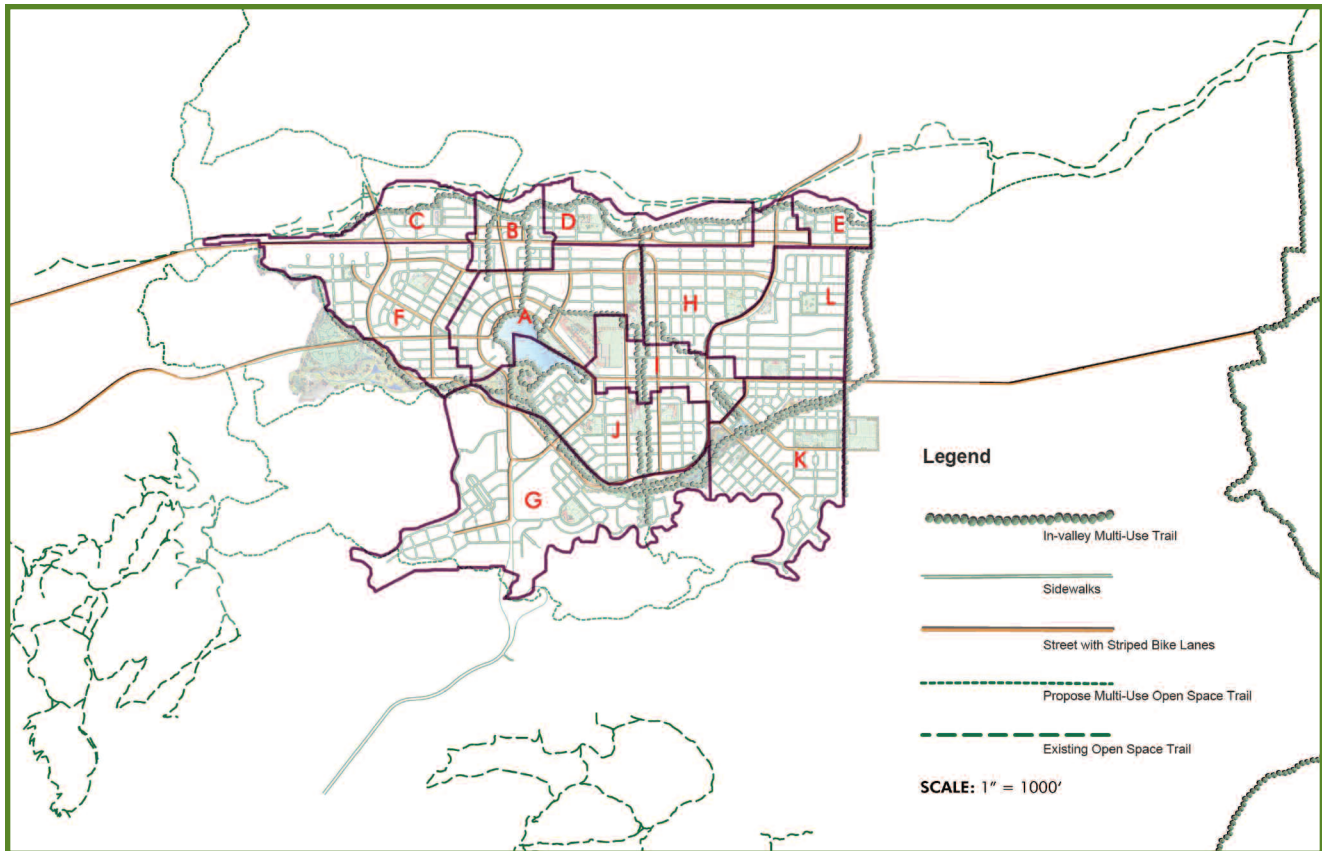 C
B
D
E
F
A
H
L
I
J
K
G
Legend
In-valley Multi-Use Trail
Sidewalks
Street with Striped Bike Lanes
Propose Multi-Use Open Space Trail
Existing Open Space Trail
SCALE: 1" = 1000'